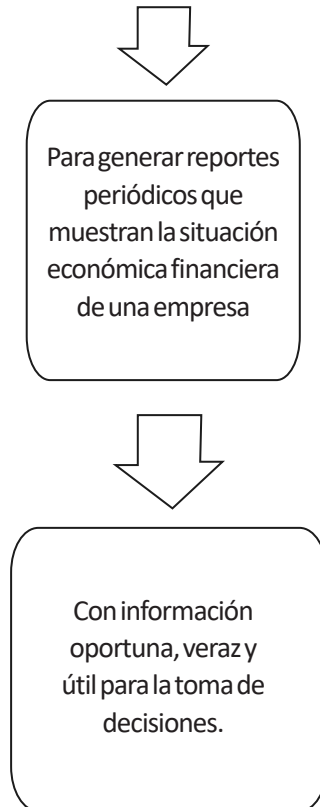 Para generar reportes
periódicos que
muestran la situación
económica financiera
de una empresa
Con información
oportuna, veraz y
útil para la toma de
decisiones.